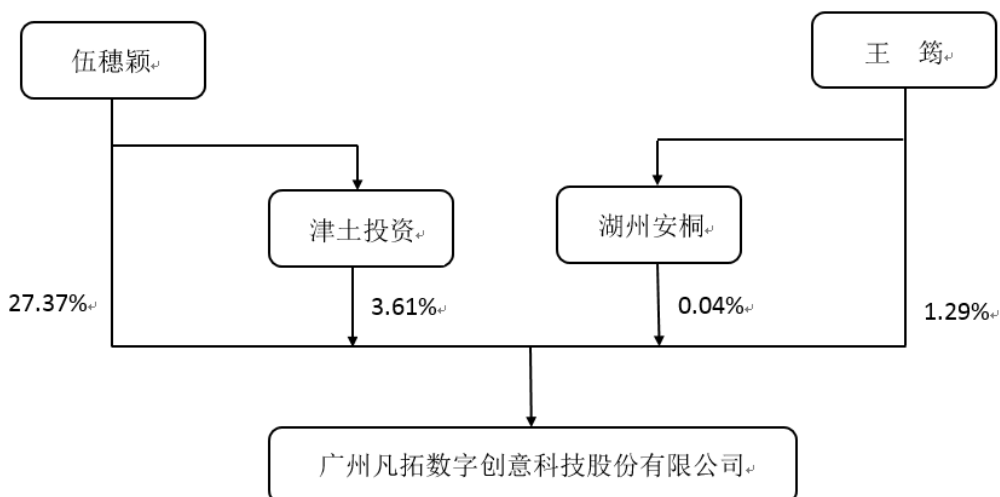 伍穗颖
王　筠
津土投资
湖州安桐
27.37%
3.61%
0.04%
1.29%
广州凡拓数字创意科技股份有限公司